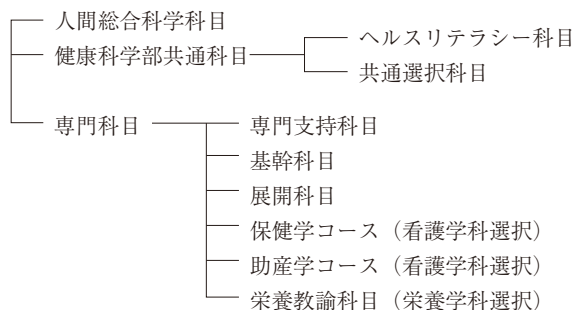 人間総合科学科目
健康科学部共通科目
ヘルスリテラシー科目
共通選択科目
専門科目
専門支持科目
基幹科目
展開科目
保健学コース（看護学科選択）
助産学コース（看護学科選択）
栄養教諭科目（栄養学科選択）